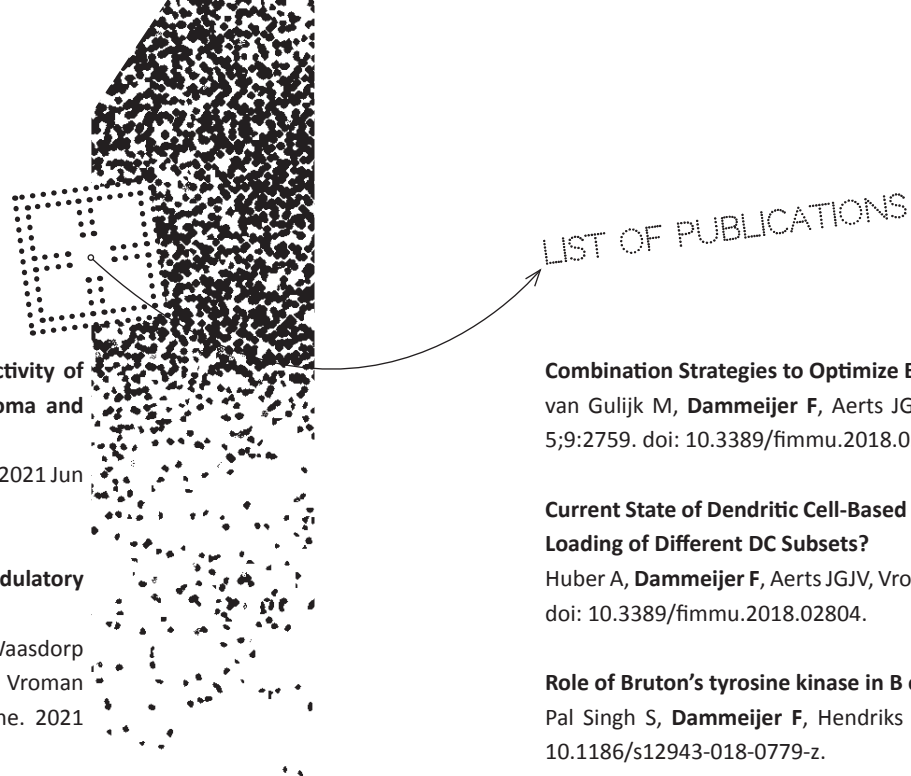 ctivity of
oma and
2021 Jun
dulatory
Vaasdorp
Vroman
ne. 2021
LIST OF PUBLICATIONS
Combination Strategies to Optimize E
van Gulijk M, Dammeijer F, Aerts JG
5;9:2759. doi: 10.3389/fimmu.2018.0
Current State of Dendritic Cell-Based
Loading of Different DC Subsets?
Huber A, Dammeijer F, Aerts JGJV, Vro
doi: 10.3389/fimmu.2018.02804.
Role of Bruton’s tyrosine kinase in B c
Pal Singh S, Dammeijer F, Hendriks
10.1186/s12943-018-0779-z.